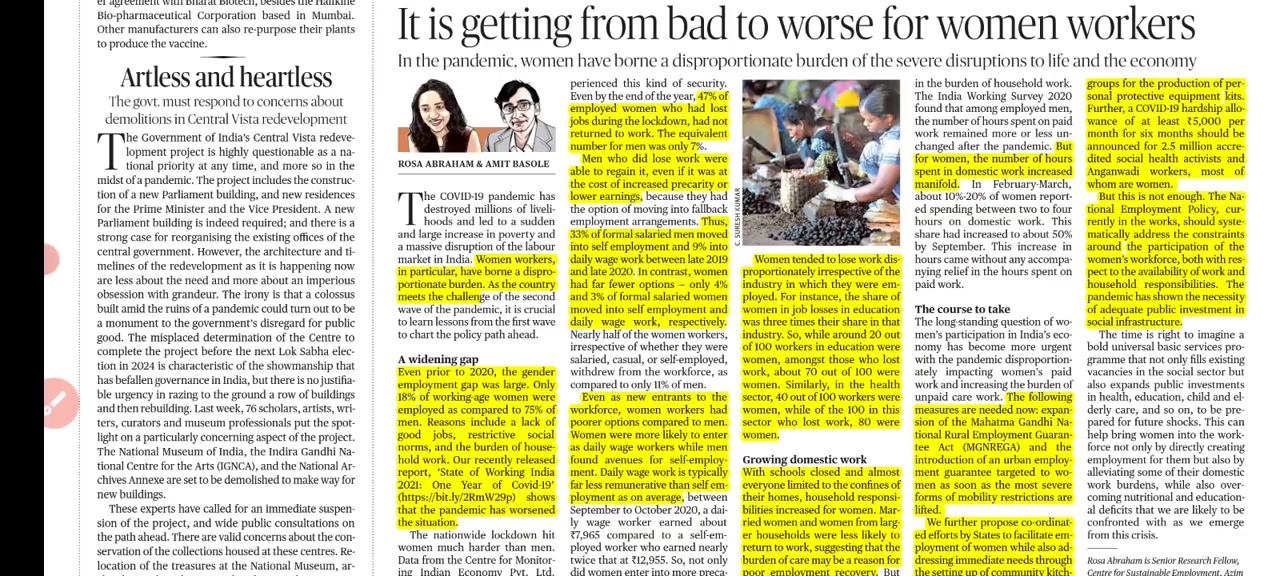 er agreement with Bharat Biotech, besides the Haffkine
Bio-pharmaceutical Corporation based in Mumbai.
Other manufacturers can also re-purpose their plants
to produce the vaccine.
Artless and heartless
The govt. must respond to concerns about
demolitions in Central Vista redevelopment
The Government of India's Central Vista redeve-
lopment project is highly questionable as a na-
tional priority at any time, and more so in the
midst of a pandemic. The project includes the construc-
tion of a new Parliament building, and new residences
for the Prime Minister and the Vice President. A new
Parliament building is indeed required; and there is a
strong case for reorganising the existing offices of the
central government. However, the architecture and ti-
melines of the redevelopment as it is happening now
are less about the need and more about an imperious
obsession with grandeur. The irony is that a colossus
built amid the ruins of a pandemic could turn out to be
a monument to the government's disregard for public
good. The misplaced determination of the Centre to
complete the project before the next Lok Sabha elec-
tion in 2024 is characteristic of the showmanship that
has befallen governance in India, but there is no justifia-
ble urgency in razing to the ground a row of buildings
and then rebuilding. Last week, 76 scholars, artists, wri-
ters, curators and museum professionals put the spot-
light on a particularly concerning aspect of the project.
The National Museum of India, the Indira Gandhi Na-
tional Centre for the Arts (IGNCA), and the National Ar-
chives Annexe are set to be demolished to make way for
new buildings.
These experts have called for an immediate suspen-
sion of the project, and wide public consultations on
the path ahead. There are valid concerns about the con-
servation of the collections housed at these centres. Re-
location of the treasures at the National Museum, ar-
It is getting from bad to worse for women workers
In the pandemic, women have borne a disproportionate burden of the severe disruptions to life and the economy
ROSA ABRAHAM & AMIT BASOLE
The COVID-19 pandemic has
destroyed millions of liveli-
hoods and led to a sudden
and large increase in poverty and
a massive disruption of the labour
market in India. Women workers,
in particular, have borne a dispro-
portionate burden. As the country
meets the challenge of the second
wave of the pandemic, it is crucial
to learn lessons from the first wave
to chart the policy path ahead.
A widening gap
Even prior to 2020, the gender
employment gap was large. Only
18% of working-age women were
employed as compared to 75% of
men. Reasons include a lack of
good jobs, restrictive social
norms, and the burden of house-
hold work. Our recently released
report, 'State of Working India
2021: One Year of Covid-19'
(https://bit.ly/2RmW29p) shows
that the pandemic has worsened
the situation.
The nationwide lockdown hit
women much harder than men.
Data from the Centre for Monitor-
ing Indian Economy Pvt. Ltd.
perienced this kind of security.
Even by the end of the year, 47% of
employed women who had lost
jobs during the lockdown, had not
returned to work. The equivalent
number for men was only 7%.
Men who did lose work were
able to regain it, even if it was at
the cost of increased precarity or
lower earnings, because they had
the option of moving into fallback
employment arrangements. Thus,
33% of formal salaried men moved
into self employment and 9% into
daily wage work between late 2019
and late 2020. In contrast, women
had far fewer options – only 4%
and 3% of formal salaried women
moved into self employment and
daily wage work, respectively.
Nearly half of the women workers,
irrespective of whether they were
salaried, casual, or self-employed,
withdrew from the workforce, as
compared to only 11% of men.
Even as new entrants to the
workforce, women workers had
poorer options compared to men.
Women were more likely to enter
as daily wage workers while men
found avenues for self-employ-
ment. Daily wage work is typically
far less remunerative than self em-
ployment as on average, between
September to October 2020, a dai-
ly wage worker earned about
₹7,965 compared to a self-em-
ployed worker who earned nearly
twice that at ₹12,955. So, not only
did women enter into more preca-
C. SURESH KUMAR
Women tended to lose work dis-
proportionately irrespective of the
industry in which they were em-
ployed. For instance, the share of
women in job losses in education
was three times their share in that
industry. So, while around 20 out
of 100 workers in education were
women, amongst those who lost
work, about 70 out of 100 were
women. Similarly, in the health
sector, 40 out of 100 workers were
women, while of the 100 in this
sector who lost work, 80 were
women.
Growing domestic work
With schools closed and almost
everyone limited to the confines of
their homes, household responsi-
bilities increased for women. Mar-
ried women and women from larg-
er households were less likely to
return to work, suggesting that the
burden of care may be a reason for
poor employment recovery. But
in the burden of household work.
The India Working Survey 2020
found that among employed men,
the number of hours spent on paid
work remained more or less un-
changed after the pandemic. But
for women, the number of hours
spent in domestic work increased
manifold. In February-March,
about 10%-20% of women report-
ed spending between two to four
hours on domestic work. This
share had increased to about 50%
by September. This increase in
hours came without any accompa-
nying relief in the hours spent on
paid work.
The course to take
The long-standing question of wo-
men's participation in India's eco-
nomy has become more urgent
with the pandemic disproportion-
ately impacting women's paid
work and increasing the burden of
unpaid care work. The following
measures are needed now: expan-
sion of the Mahatma Gandhi Na-
tional Rural Employment Guaran-
tee Act (MGNREGA) and the
introduction of an urban employ-
ment guarantee targeted to wo-
men as soon as the most severe
forms of mobility restrictions are
lifted.
We further propose co-ordinat-
ed efforts by States to facilitate em-
ployment of women while also ad-
dressing immediate needs through
the setting up of community kitch-
groups for the production of per-
sonal protective equipment kits.
Further, a COVID-19 hardship allo-
wance of at least ₹5,000 per
month for six months should be
announced for 2.5 million accre-
dited social health activists and
Anganwadi workers, most of
whom are women.
But this is not enough. The Na-
tional Employment Policy, cur-
rently in the works, should syste-
matically address the constraints
around the participation of the
women's workforce, both with res-
pect to the availability of work and
household responsibilities. The
pandemic has shown the necessity
of adequate public investment in
social infrastructure.
The time is right to imagine a
bold universal basic services pro-
gramme that not only fills existing
vacancies in the social sector but
also expands public investments
in health, education, child and el-
derly care, and so on, to be pre-
pared for future shocks. This can
help bring women into the work-
force not only by directly creating
employment for them but also by
alleviating some of their domestic
work burdens, while also over-
coming nutritional and education-
al deficits that we are likely to be
confronted with as we emerge
from this crisis.
Rosa Abraham is Senior Research Fellow,
Centre for Sustainable Employment, Azim